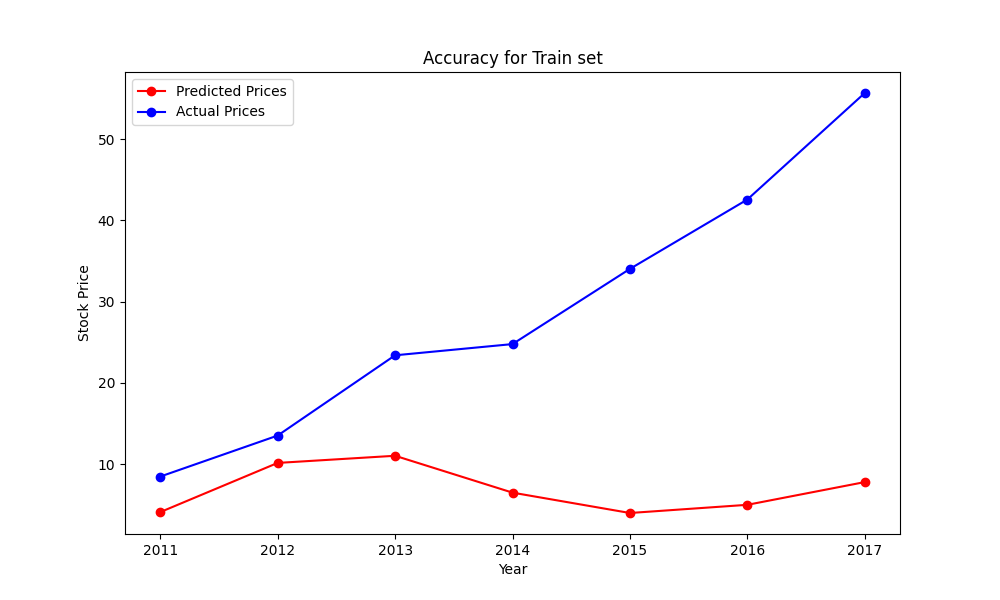 Accuracy for Train set
Predicted Prices
Actual Prices
50
40
30
20
10
Stock Price
2011 2012 2013 2014 2015 2016 2017
Year